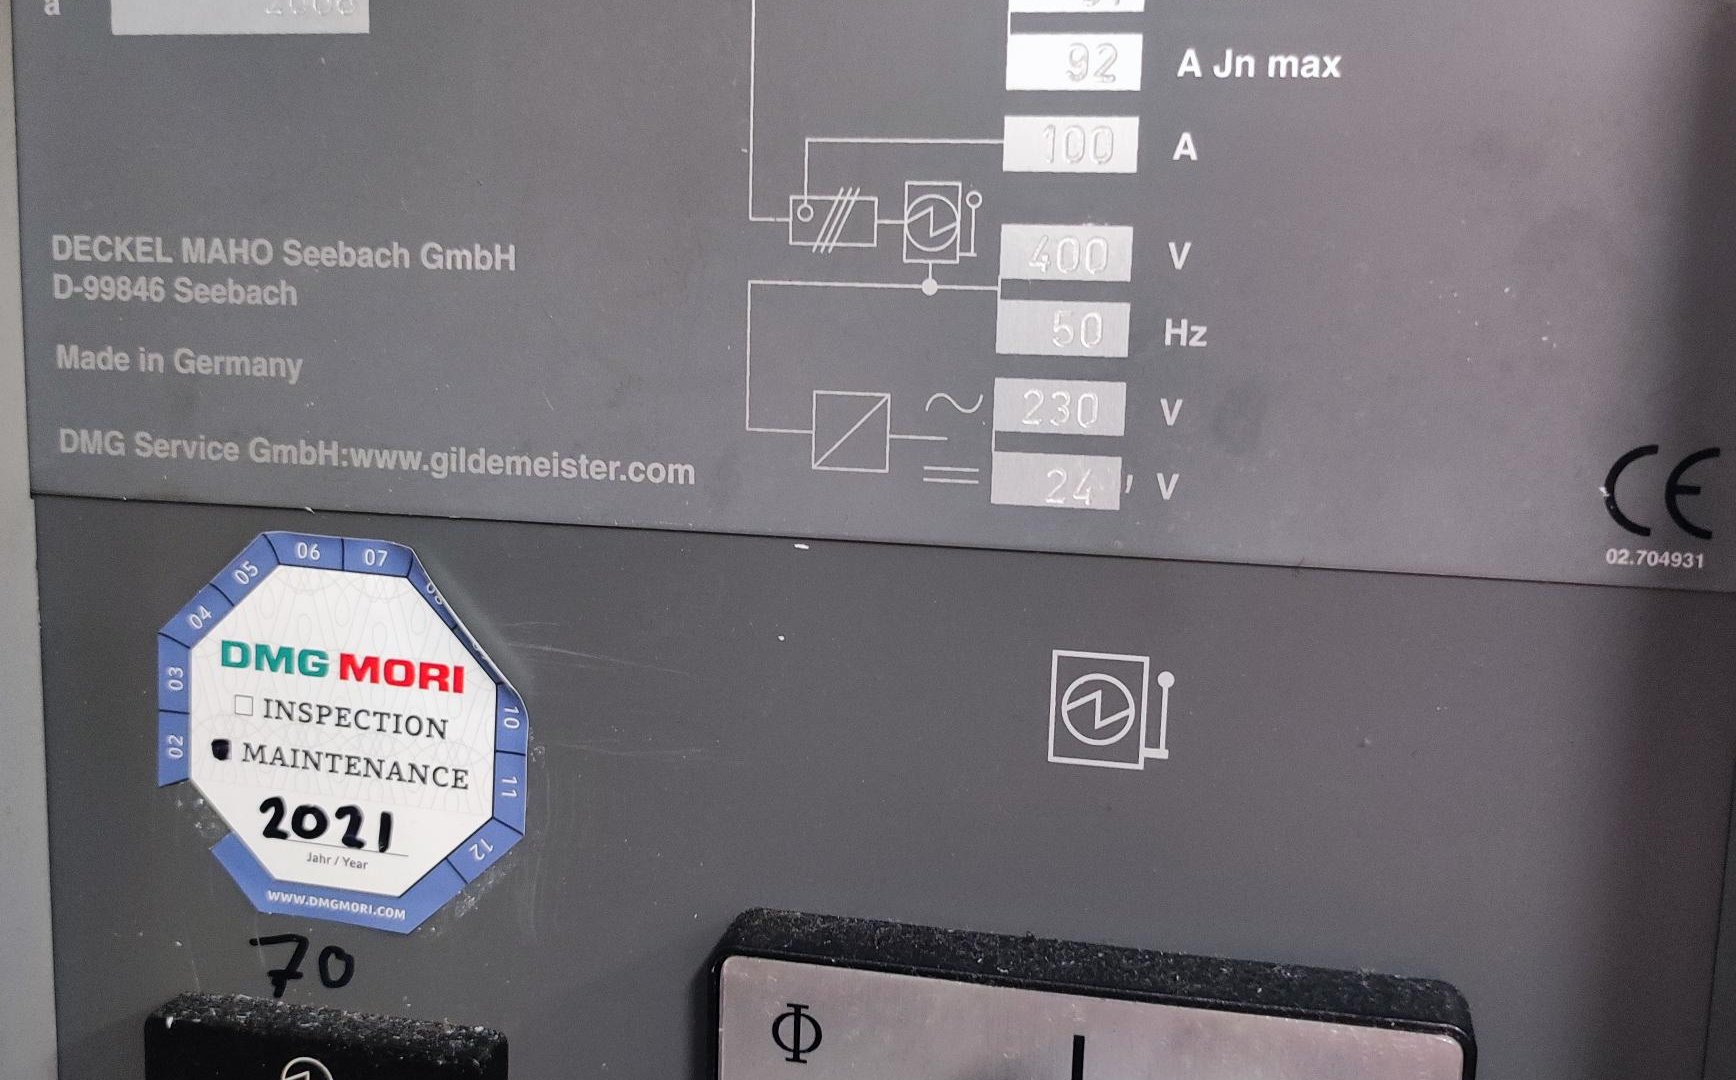 92 A Jn max
100 A
400 V
50 Hz
230 V
24 V
DECKEL MAHO Seebach GmbH
D-99846 Seebach
Made in Germany
DMG Service GmbH:www.gildemeister.com
CE
02.704931
02 03 04 05 06 07 08 10 11 12
DMG MORI
INSPECTION
MAINTENANCE
2021
Jahr / Year
WWW.DMGMORI.COM
70
Φ